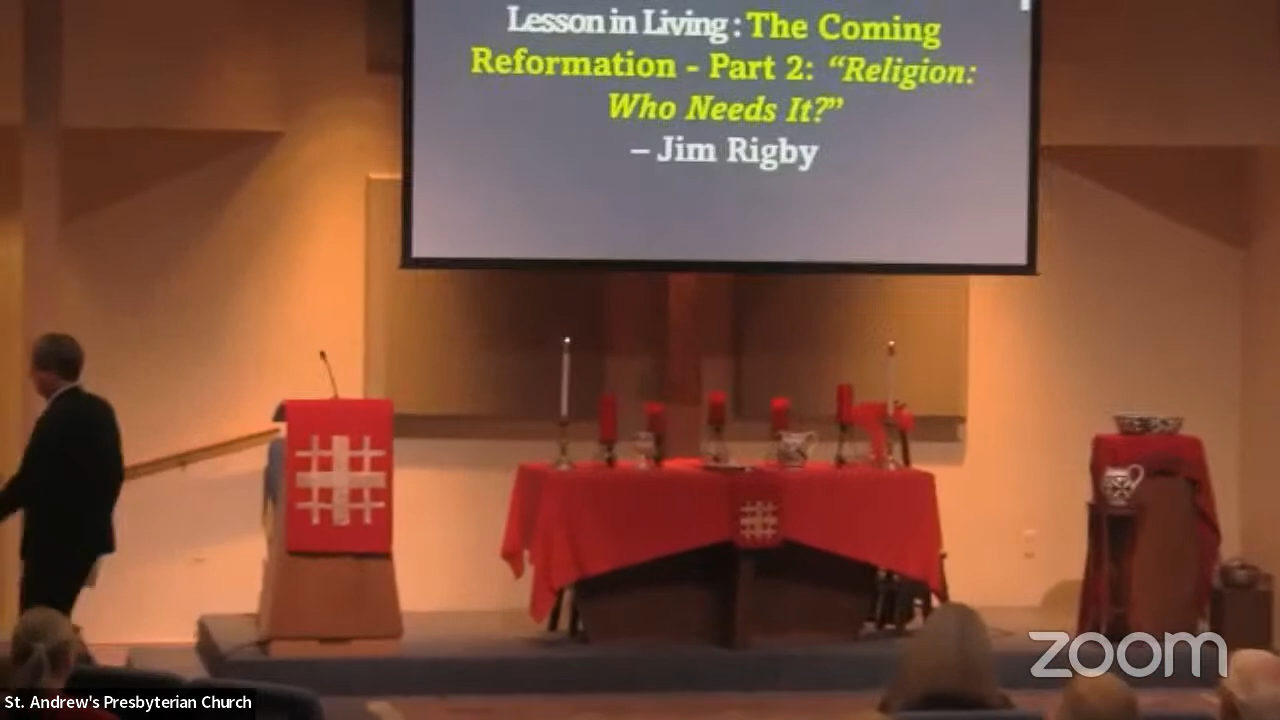 Lesson in Living : The Coming
Reformation - Part 2: “Religion:
Who Needs It?”
– Jim Rigby
zoom
St. Andrew's Presbyterian Church